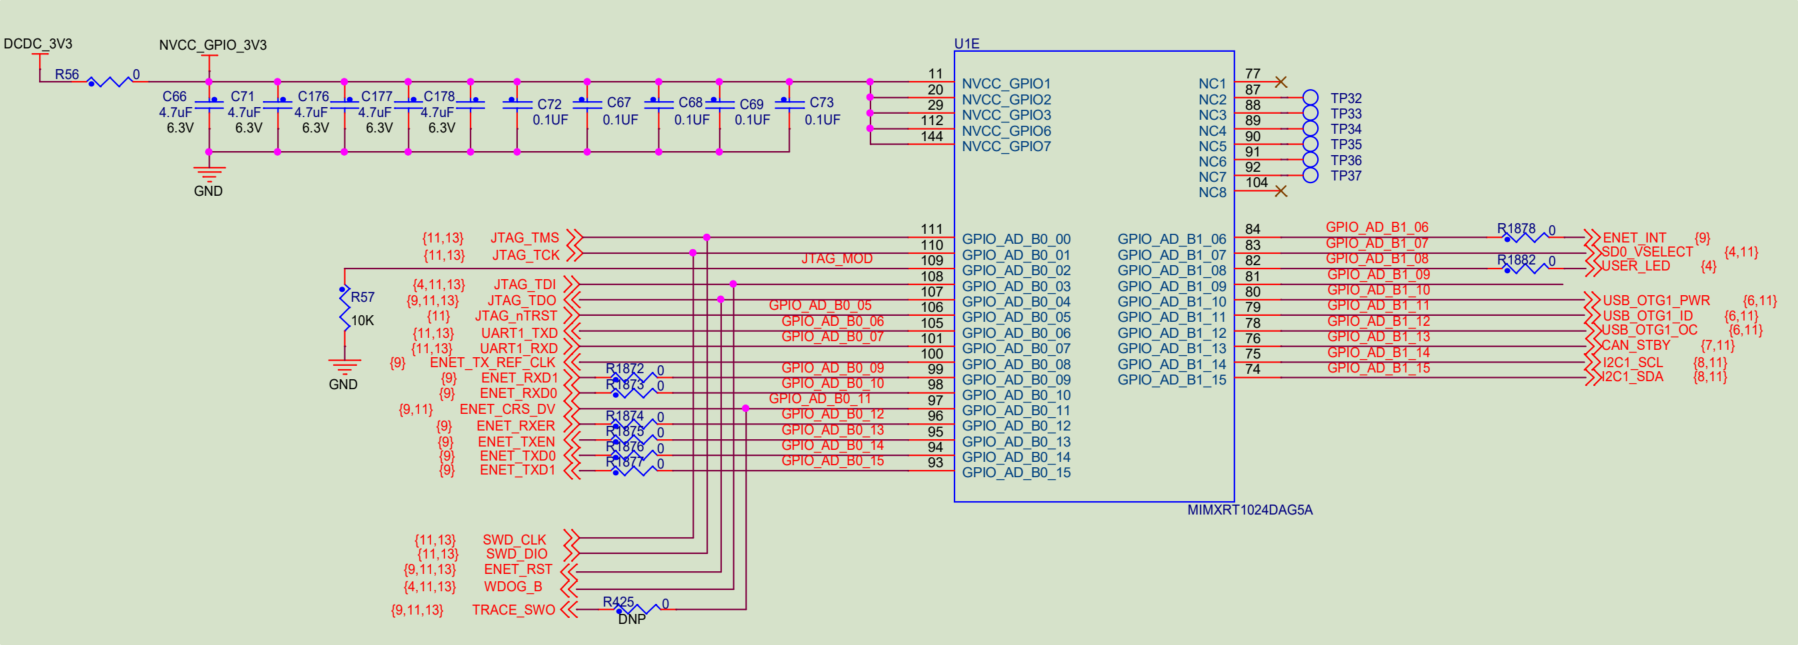 DCDC_3V3
NVCC_GPIO_3V3
R56 0
C66 4.7uF 6.3V
C71 4.7uF 6.3V
C176 4.7uF 6.3V
C177 4.7uF 6.3V
C178 4.7uF 6.3V
C72 0.1UF
C67 0.1UF
C68 0.1UF
C69 0.1UF
C73 0.1UF
GND
U1E
11 NVCC_GPIO1
20 NVCC_GPIO2
29 NVCC_GPIO3
112 NVCC_GPIO6
144 NVCC_GPIO7
NC1 77
NC2 87 TP32
NC3 88 TP33
NC4 89 TP34
NC5 90 TP35
NC6 91 TP36
NC7 92 TP37
NC8 104
{11,13} JTAG_TMS 111 GPIO_AD_B0_00
{11,13} JTAG_TCK 110 GPIO_AD_B0_01
JTAG_MOD 109 GPIO_AD_B0_02
{4,11,13} JTAG_TDI 108 GPIO_AD_B0_03
{9,11,13} JTAG_TDO 107 GPIO_AD_B0_04
{11} JTAG_nTRST GPIO_AD_B0_05 106 GPIO_AD_B0_05
{11,13} UART1_TXD GPIO_AD_B0_06 105 GPIO_AD_B0_06
{11,13} UART1_RXD GPIO_AD_B0_07 101 GPIO_AD_B0_07
{9} ENET_TX_REF_CLK 100 GPIO_AD_B0_08
{9} ENET_RXD1 R1872 0 GPIO_AD_B0_09 99 GPIO_AD_B0_09
{9} ENET_RXD0 R1873 0 GPIO_AD_B0_10 98 GPIO_AD_B0_10
{9,11} ENET_CRS_DV GPIO_AD_B0_11 97 GPIO_AD_B0_11
{9} ENET_RXER R1874 0 GPIO_AD_B0_12 96 GPIO_AD_B0_12
{9} ENET_TXEN R1875 0 GPIO_AD_B0_13 95 GPIO_AD_B0_13
{9} ENET_TXD0 R1876 0 GPIO_AD_B0_14 94 GPIO_AD_B0_14
{9} ENET_TXD1 R1877 0 GPIO_AD_B0_15 93 GPIO_AD_B0_15
R57
10K
GND
GPIO_AD_B1_06 84 GPIO_AD_B1_06 R1878 0 ENET_INT {9}
GPIO_AD_B1_07 83 GPIO_AD_B1_07 SD0_VSELECT {4,11}
GPIO_AD_B1_08 82 GPIO_AD_B1_08 R1882 0 USER_LED {4}
GPIO_AD_B1_09 81 GPIO_AD_B1_09
GPIO_AD_B1_10 80 GPIO_AD_B1_10 USB_OTG1_PWR {6,11}
GPIO_AD_B1_11 79 GPIO_AD_B1_11 USB_OTG1_ID {6,11}
GPIO_AD_B1_12 78 GPIO_AD_B1_12 USB_OTG1_OC {6,11}
GPIO_AD_B1_13 76 GPIO_AD_B1_13 CAN_STBY {7,11}
GPIO_AD_B1_14 75 GPIO_AD_B1_14 I2C1_SCL {8,11}
GPIO_AD_B1_15 74 GPIO_AD_B1_15 I2C1_SDA {8,11}
MIMXRT1024DAG5A
{11,13} SWD_CLK
{11,13} SWD_DIO
{9,11,13} ENET_RST
{4,11,13} WDOG_B
{9,11,13} TRACE_SWO R425 0
DNP